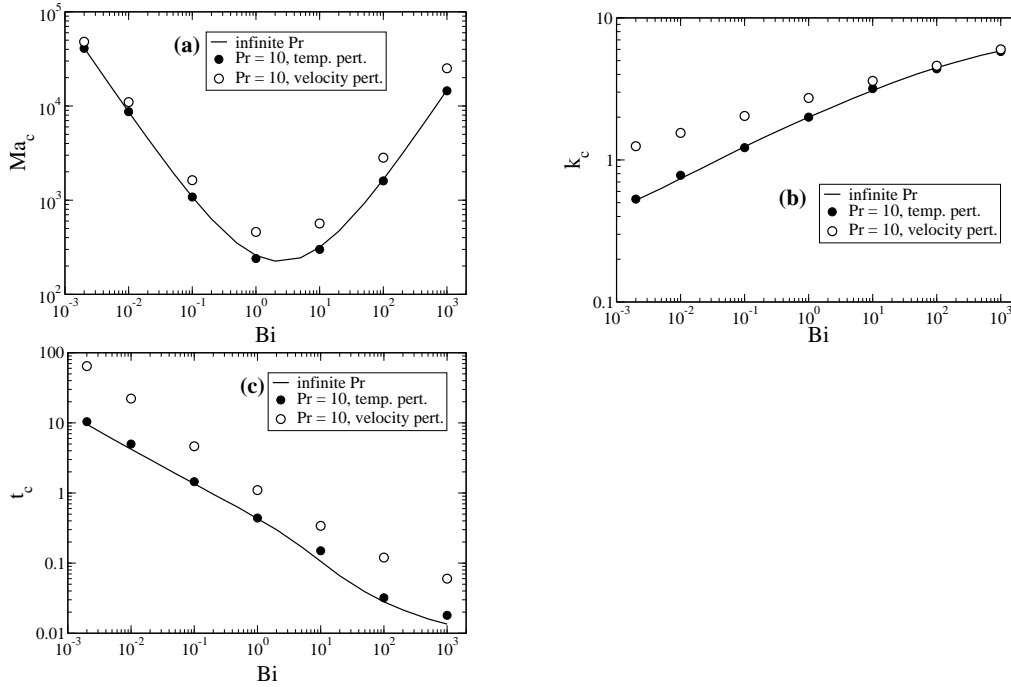 (a)
infinite Pr
Pr = 10, temp. pert.
Pr = 10, velocity pert.
10^5
10^4
10^3
10^2
Ma_c
10^-3 10^-2 10^-1 10^0 10^1 10^2 10^3
Bi
10
1
0.1
k_c
(b)
infinite Pr
Pr = 10, temp. pert.
Pr = 10, velocity pert.
10^-3 10^-2 10^-1 10^0 10^1 10^2 10^3
Bi
100
10
1
0.1
0.01
t_c
(c)
infinite Pr
Pr = 10, temp. pert.
Pr = 10, velocity pert.
10^-3 10^-2 10^-1 10^0 10^1 10^2 10^3
Bi